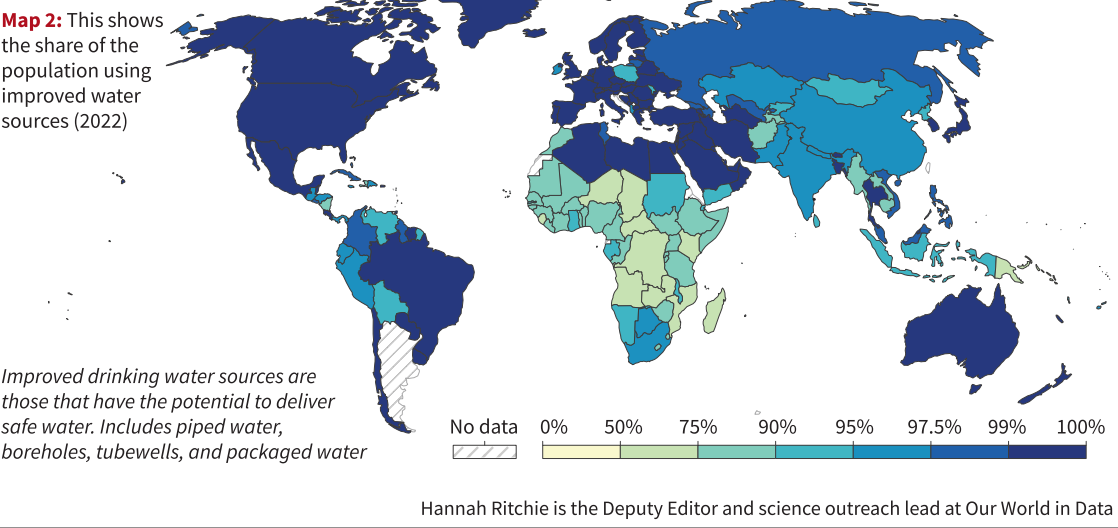 Map 2: This shows
the share of the
population using
improved water
sources (2022)
Improved drinking water sources are
those that have the potential to deliver
safe water. Includes piped water,
boreholes, tubewells, and packaged water
No data
0% 50% 75% 90% 95% 97.5% 99% 100%
Hannah Ritchie is the Deputy Editor and science outreach lead at Our World in Data